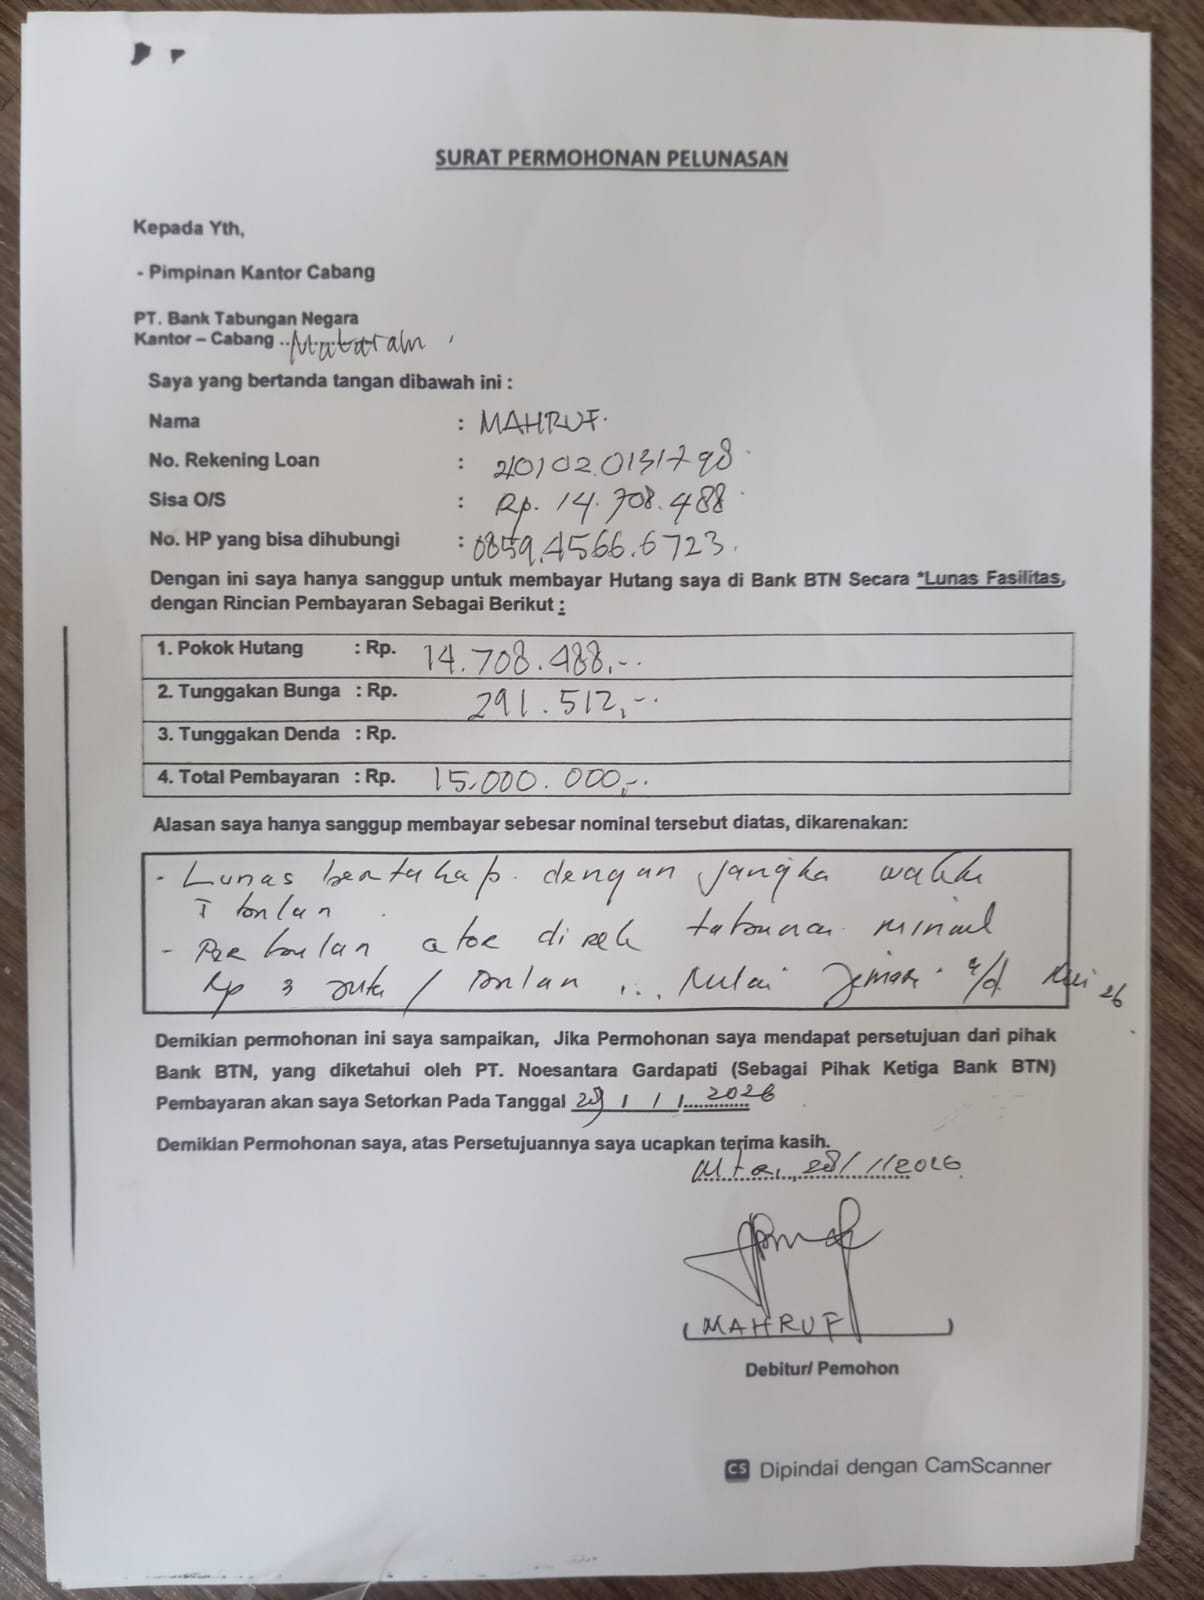 SURAT PERMOHONAN PELUNASAN
Kepada Yth,
- Pimpinan Kantor Cabang
PT. Bank Tabungan Negara
Kantor – Cabang ..Mataram
Saya yang bertanda tangan dibawah ini :
Nama : MAHRUF.
No. Rekening Loan :
Sisa O/S : Rp. 14.708.488
No. HP yang bisa dihubungi : 0859.4566.6723.
Dengan ini saya hanya sanggup untuk membayar Hutang saya di Bank BTN Secara *Lunas Fasilitas,
dengan Rincian Pembayaran Sebagai Berikut :
1. Pokok Hutang : Rp. 14.708.488,-.
2. Tunggakan Bunga : Rp. 291.512,-.
3. Tunggakan Denda : Rp.
4. Total Pembayaran : Rp. 15.000.000,-.
Alasan saya hanya sanggup membayar sebesar nominal tersebut diatas, dikarenakan:
- Lunas bertahap. dengan jangka waktu
bulan
- Per bulan di
Rp 3 juta / bulan ... Mulai s/d. 26
Demikian permohonan ini saya sampaikan, Jika Permohonan saya mendapat persetujuan dari pihak
Bank BTN, yang diketahui oleh PT. Noesantara Gardapati (Sebagai Pihak Ketiga Bank BTN)
Pembayaran akan saya Setorkan Pada Tanggal / 1 / 2026
Demikian Permohonan saya, atas Persetujuannya saya ucapkan terima kasih.
28/1/2026
MAHRUF
Debitur/ Pemohon
CS Dipindai dengan CamScanner